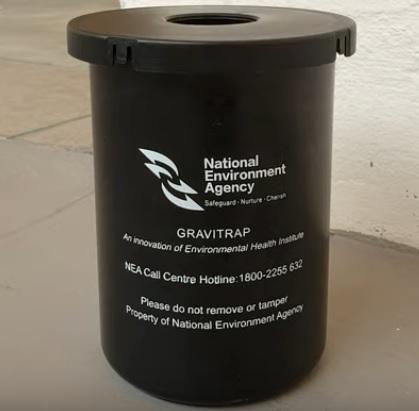 National
Environment
Agency
Safeguard · Nurture · Cherish
GRAVITRAP
An innovation of Environmental Health Institute
NEA Call Centre Hotline:1800-2255 632
Please do not remove or tamper
Property of National Environment Agency